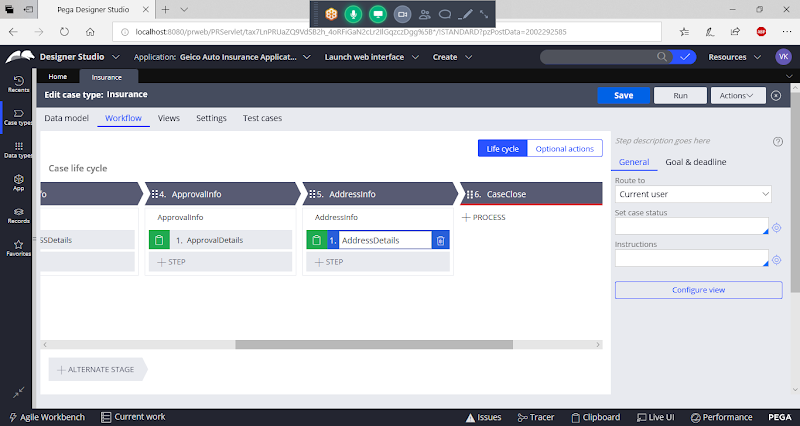 Pega Designer Studio
localhost:8080/prweb/PRServlet/
Designer Studio
Application: Geico Auto Insurance Applicat...
Launch web interface
Create
Resources
VK
Recents
Case types
Data types
App
Records
Favorites
Home
Insurance
Edit case type: Insurance
Save
Run
Actions
Data model
Workflow
Views
Settings
Test cases
Life cycle
Optional actions
Case life cycle
fo
4. ApprovalInfo
5. AddressInfo
6. CaseClose
ApprovalInfo
AddressInfo
+ PROCESS
SSDetails
1. ApprovalDetails
1. AddressDetails
+ STEP
+ STEP
+ ALTERNATE STAGE
Step description goes here
General
Goal & deadline
Route to
Current user
Set case status
Instructions
Configure view
Agile Workbench
Current work
Issues
Tracer
Clipboard
Live UI
Performance
PEGA